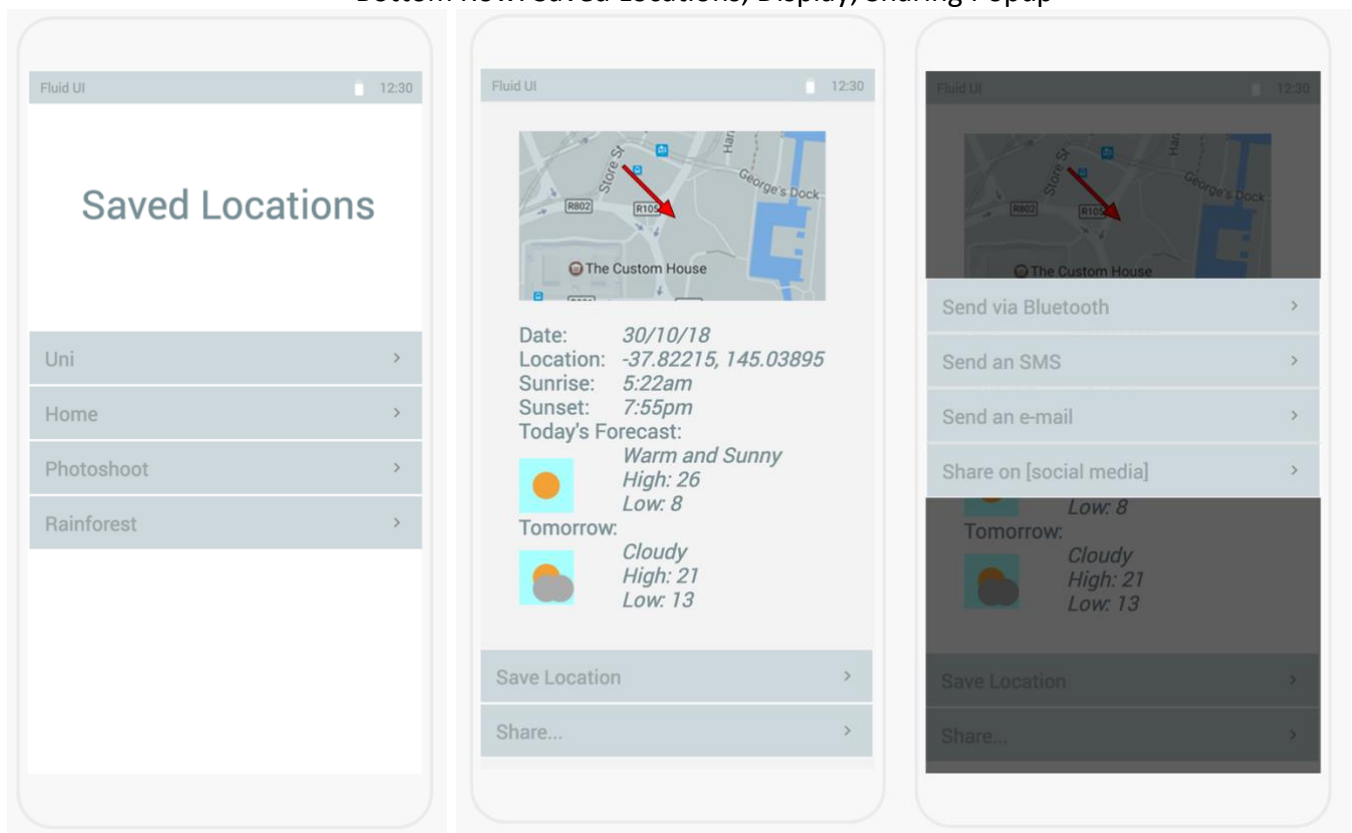 Bottom Row: Saved Locations, Display, Sharing Popup
Fluid UI 12:30
Saved Locations
Uni
Home
Photoshoot
Rainforest
Fluid UI 12:30
Store St
Har
George's Dock
R802
R105
The Custom House
Date: 30/10/18
Location: -37.82215, 145.03895
Sunrise: 5:22am
Sunset: 7:55pm
Today's Forecast:
Warm and Sunny
High: 26
Low: 8
Tomorrow:
Cloudy
High: 21
Low: 13
Save Location
Share...
Fluid UI 12:30
Store St
Har
George's Dock
R802
R105
The Custom House
Send via Bluetooth
Send an SMS
Send an e-mail
Share on [social media]
Low: 8
Tomorrow:
Cloudy
High: 21
Low: 13
Save Location
Share...